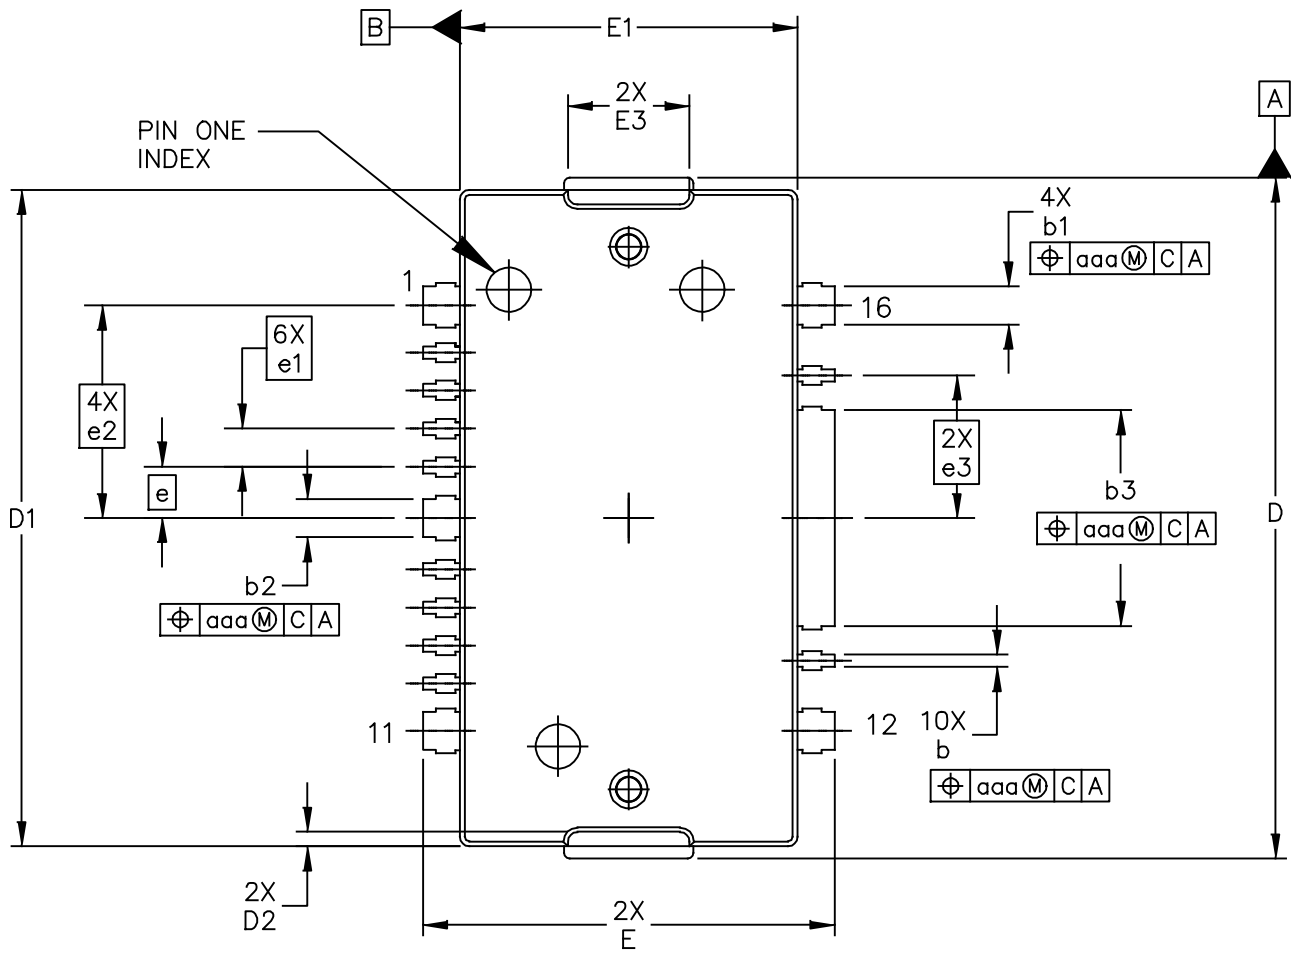 B
E1
2X
E3
A
PIN ONE
INDEX
4X
b1
⌖ aaa Ⓜ C A
1
16
6X
e1
4X
e2
2X
e3
e
b3
⌖ aaa Ⓜ C A
D1
D
b2
⌖ aaa Ⓜ C A
11
12
10X
b
⌖ aaa Ⓜ C A
2X
D2
2X
E